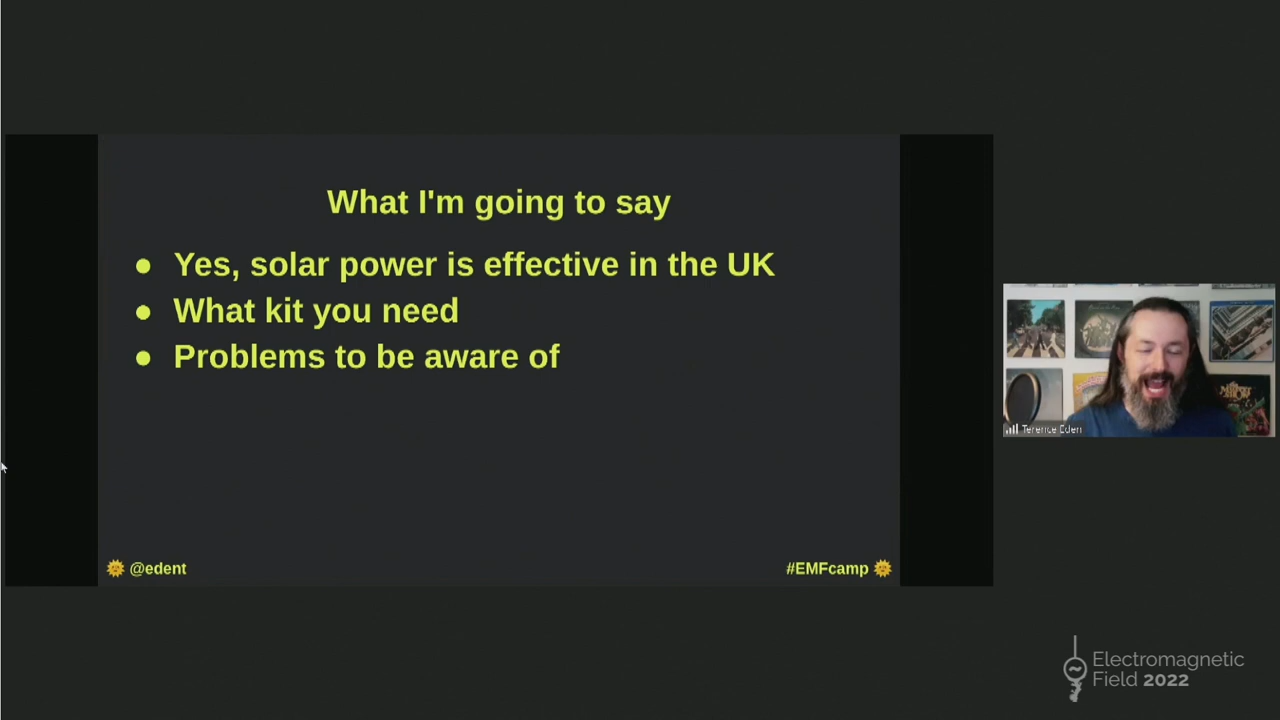 What I'm going to say
● Yes, solar power is effective in the UK
● What kit you need
● Problems to be aware of
@edent
#EMFcamp
Terence Eden
Electromagnetic
Field 2022